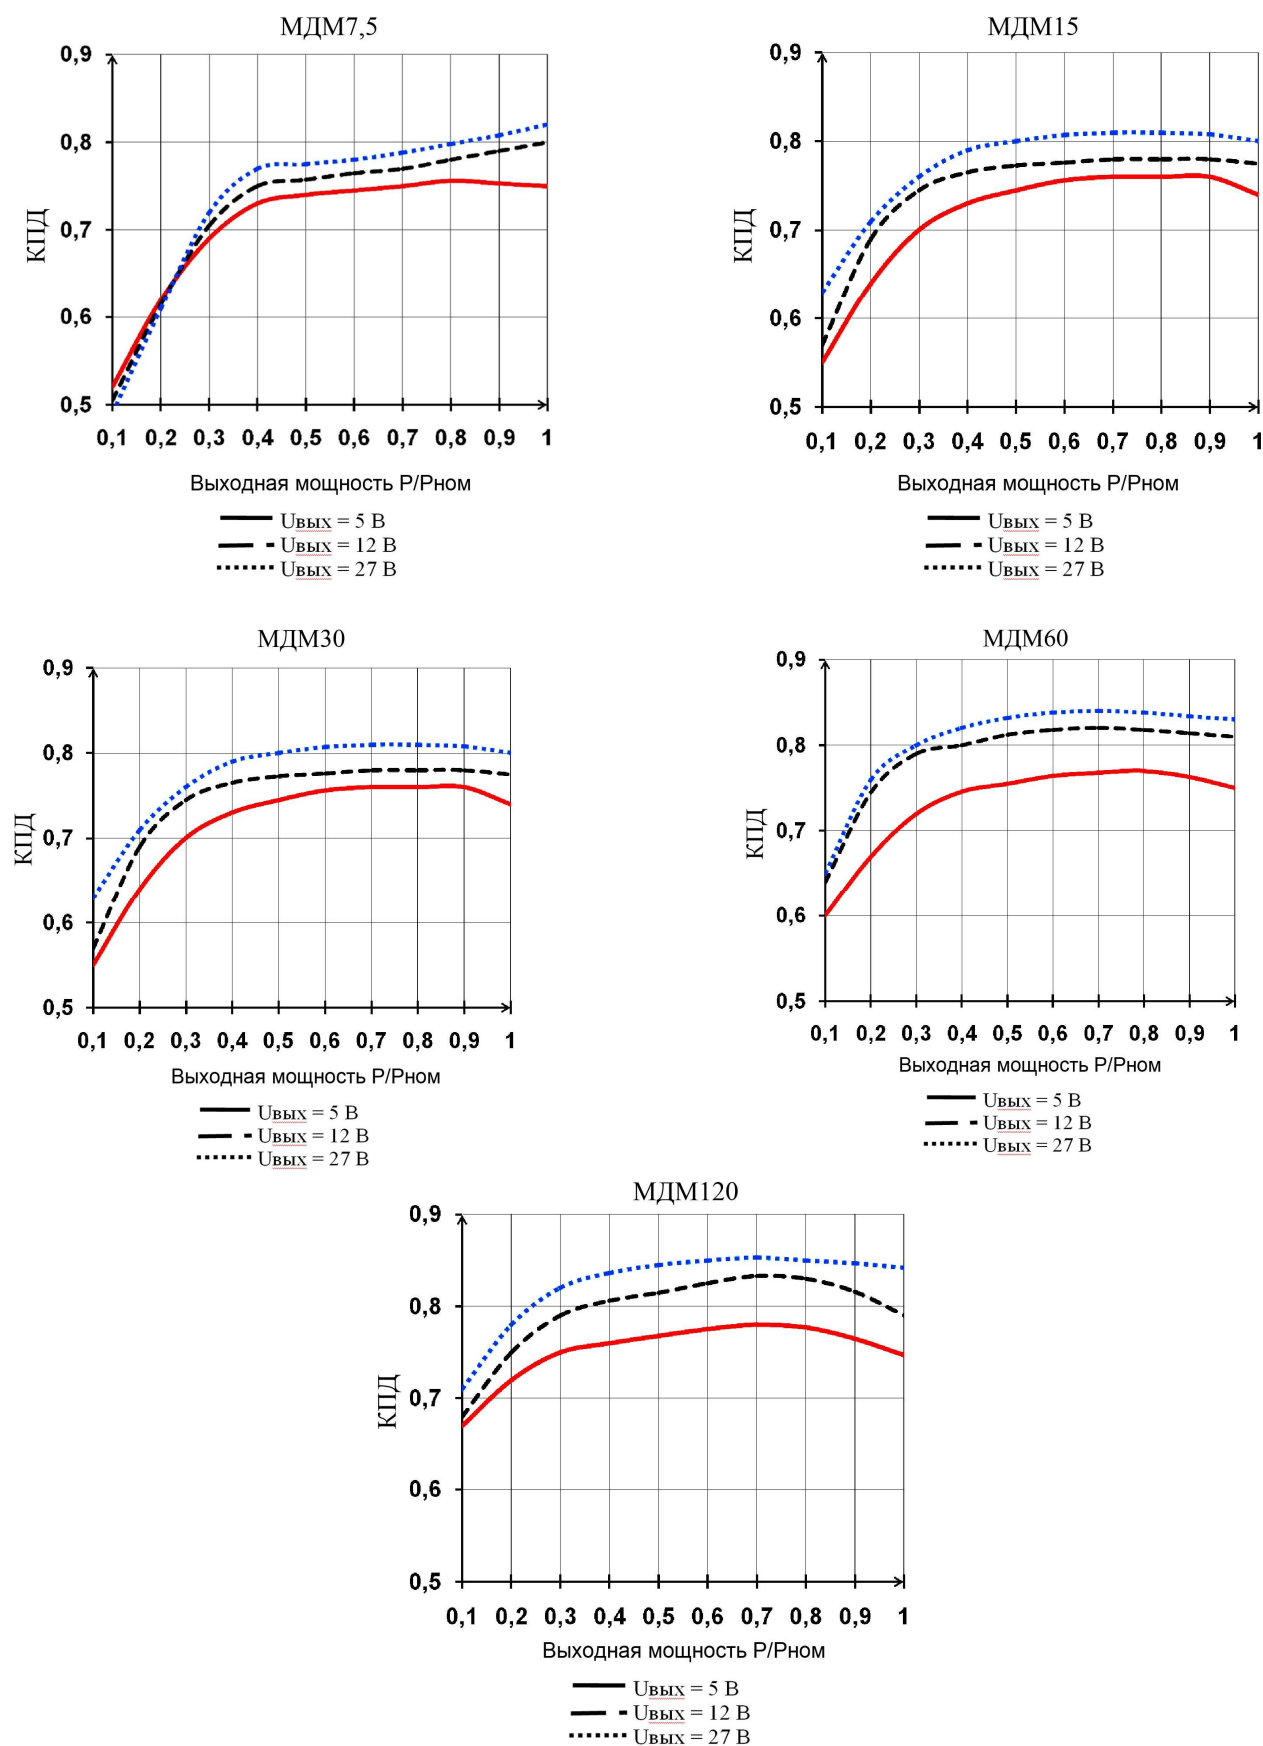 МДМ7,5
0,9
0,8
0,7
0,6
0,5
КПД
0,1 0,2 0,3 0,4 0,5 0,6 0,7 0,8 0,9 1
Выходная мощность Р/Рном
Uвых = 5 В
Uвых = 12 В
Uвых = 27 В
МДМ15
0,9
0,8
0,7
0,6
0,5
КПД
0,1 0,2 0,3 0,4 0,5 0,6 0,7 0,8 0,9 1
Выходная мощность Р/Рном
Uвых = 5 В
Uвых = 12 В
Uвых = 27 В
МДМ30
0,9
0,8
0,7
0,6
0,5
КПД
0,1 0,2 0,3 0,4 0,5 0,6 0,7 0,8 0,9 1
Выходная мощность Р/Рном
Uвых = 5 В
Uвых = 12 В
Uвых = 27 В
МДМ60
0,9
0,8
0,7
0,6
0,5
КПД
0,1 0,2 0,3 0,4 0,5 0,6 0,7 0,8 0,9 1
Выходная мощность Р/Рном
Uвых = 5 В
Uвых = 12 В
Uвых = 27 В
МДМ120
0,9
0,8
0,7
0,6
0,5
КПД
0,1 0,2 0,3 0,4 0,5 0,6 0,7 0,8 0,9 1
Выходная мощность Р/Рном
Uвых = 5 В
Uвых = 12 В
Uвых = 27 В